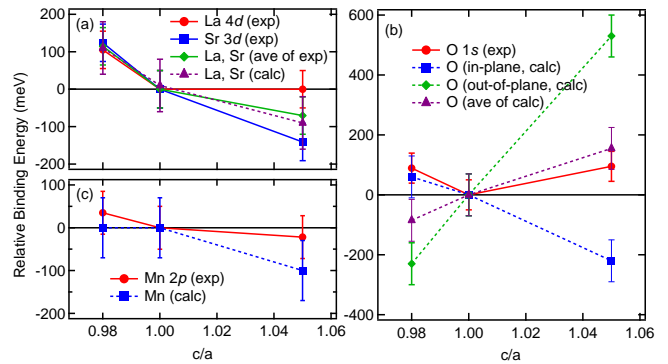 (a)
La 4d (exp)
Sr 3d (exp)
La, Sr (ave of exp)
La, Sr (calc)
200
100
0
-100
200
(c)
Mn 2p (exp)
Mn (calc)
100
50
0
-50
-100
-150
200
0.98 1.00 1.02 1.04 1.06
c/a
Relative Binding Energy (meV)
(b)
O 1s (exp)
O (in-plane, calc)
O (out-of-plane, calc)
O (ave of calc)
600
400
200
0
-200
-400
0.98 1.00 1.02 1.04 1.06
c/a